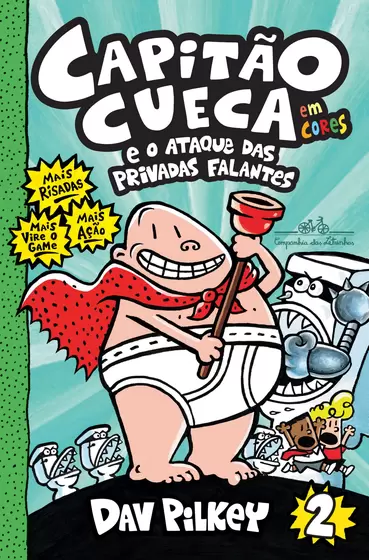 CAPITÃO
CUECA
em
CORES
E O ATAQUE DAS
PRIVADAS FALANTES
MAIS
RISADAS
MAIS
VIRE O
GAME
MAIS
AÇÃO
Companhia das Letrinhas
DAV PILKEY
2